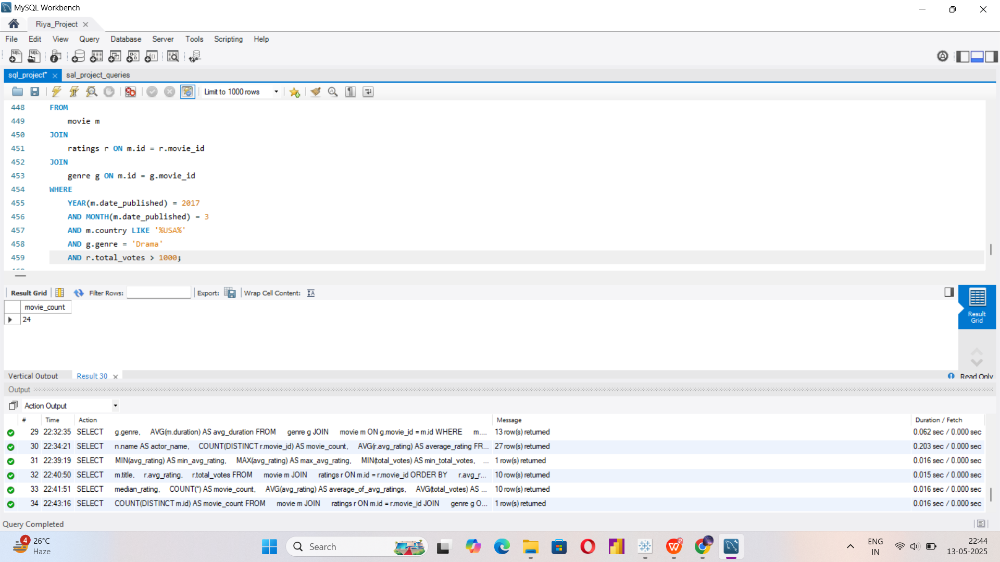 MySQL Workbench
Riya_Project
File Edit View Query Database Server Tools Scripting Help
sql_project* sal_project_queries
Limit to 1000 rows
448 FROM
449 movie m
450 JOIN
451 ratings r ON m.id = r.movie_id
452 JOIN
453 genre g ON m.id = g.movie_id
454 WHERE
455 YEAR(m.date_published) = 2017
456 AND MONTH(m.date_published) = 3
457 AND m.country LIKE '%USA%'
458 AND g.genre = 'Drama'
459 AND r.total_votes > 1000;
Result Grid Filter Rows: Export: Wrap Cell Content:
movie_count
24
Result
Grid
Vertical Output Result 30 Read Only
Output
Action Output
# Time Action Message Duration / Fetch
29 22:32:35 SELECT g.genre, AVG(m.duration) AS avg_duration FROM genre g JOIN movie m ON g.movie_id = m.id WHERE m.... 13 row(s) returned 0.062 sec / 0.000 sec
30 22:34:21 SELECT n.name AS actor_name, COUNT(DISTINCT r.movie_id) AS movie_count, AVG(r.avg_rating) AS average_rating FR... 27 row(s) returned 0.203 sec / 0.000 sec
31 22:39:19 SELECT MIN(avg_rating) AS min_avg_rating, MAX(avg_rating) AS max_avg_rating, MIN(total_votes) AS min_total_votes, ... 1 row(s) returned 0.016 sec / 0.000 sec
32 22:40:50 SELECT m.title, r.avg_rating, r.total_votes FROM movie m JOIN ratings r ON m.id = r.movie_id ORDER BY r.avg_r... 10 row(s) returned 0.015 sec / 0.000 sec
33 22:41:51 SELECT median_rating, COUNT(*) AS movie_count, AVG(avg_rating) AS average_of_avg_ratings, AVG(total_votes) AS ... 10 row(s) returned 0.016 sec / 0.000 sec
34 22:43:16 SELECT COUNT(DISTINCT m.id) AS movie_count FROM movie m JOIN ratings r ON m.id = r.movie_id JOIN genre g O... 1 row(s) returned 0.016 sec / 0.000 sec
Query Completed
4 26°C
Haze
Search
ENG
IN
22:44
13-05-2025